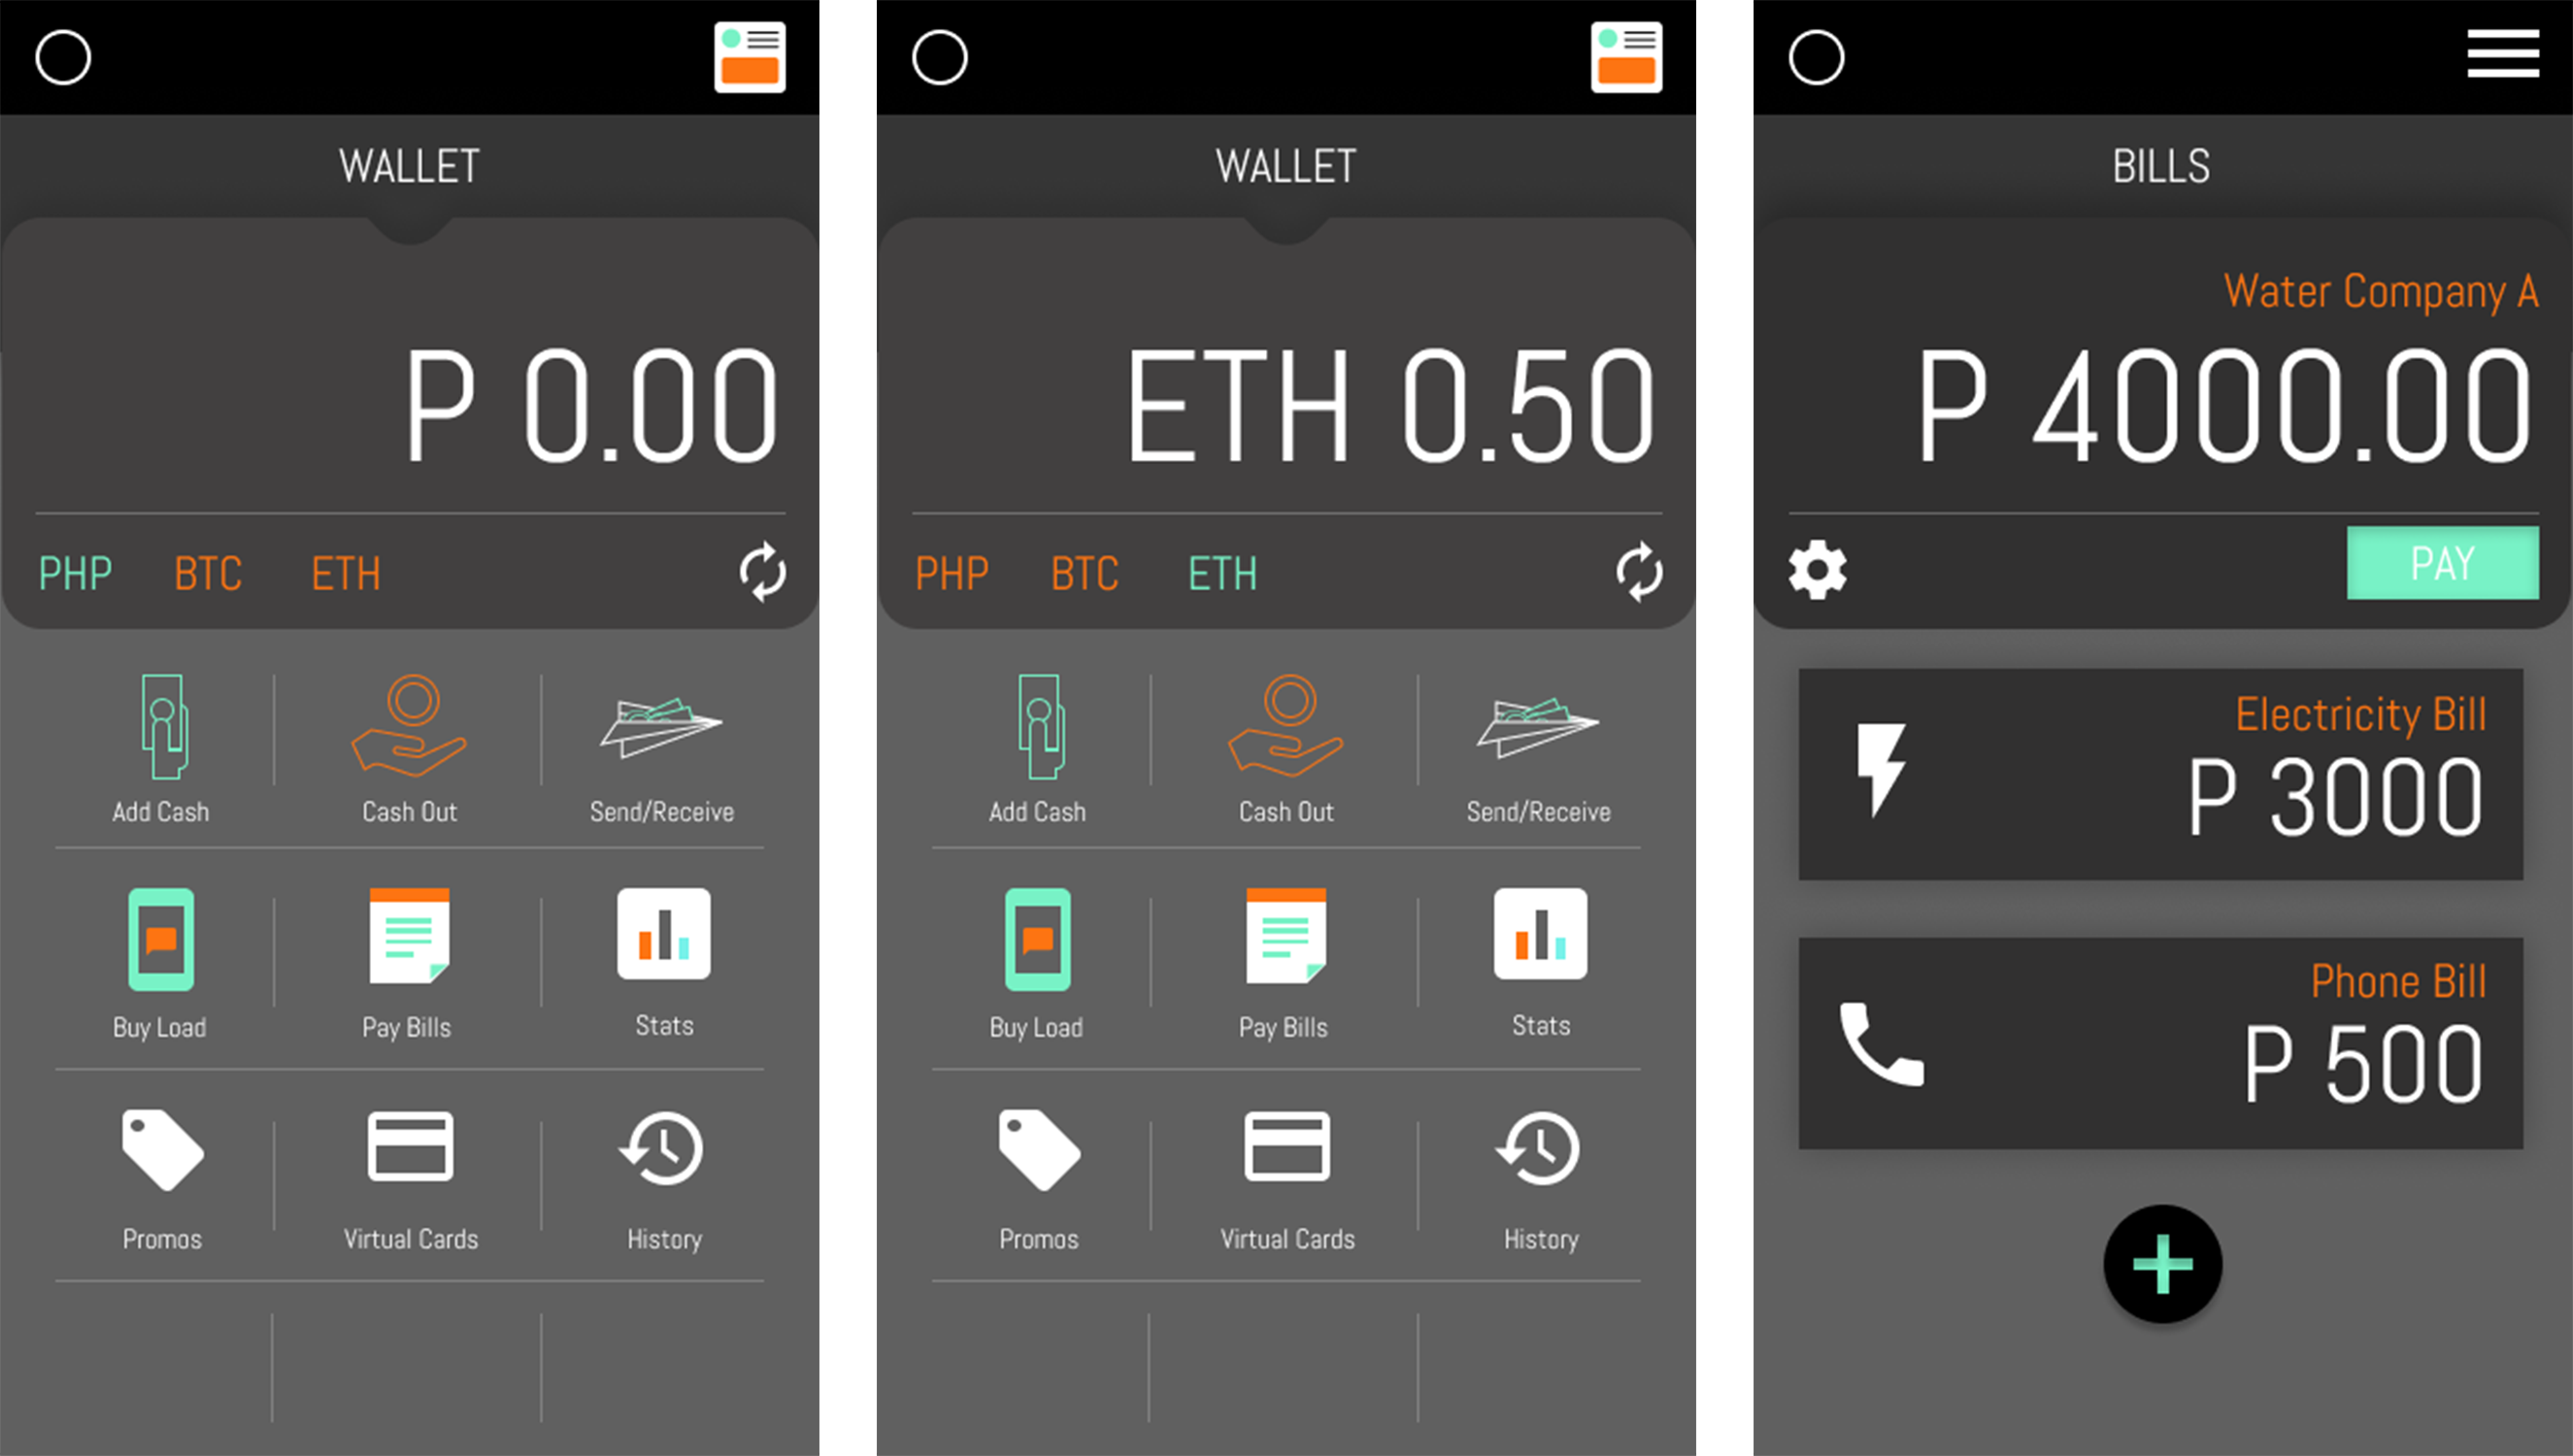 WALLET
P 0.00
PHP BTC ETH
Add Cash Cash Out Send/Receive
Buy Load Pay Bills Stats
Promos Virtual Cards History
WALLET
ETH 0.50
PHP BTC ETH
Add Cash Cash Out Send/Receive
Buy Load Pay Bills Stats
Promos Virtual Cards History
BILLS
Water Company A
P 4000.00
PAY
Electricity Bill
P 3000
Phone Bill
P 500